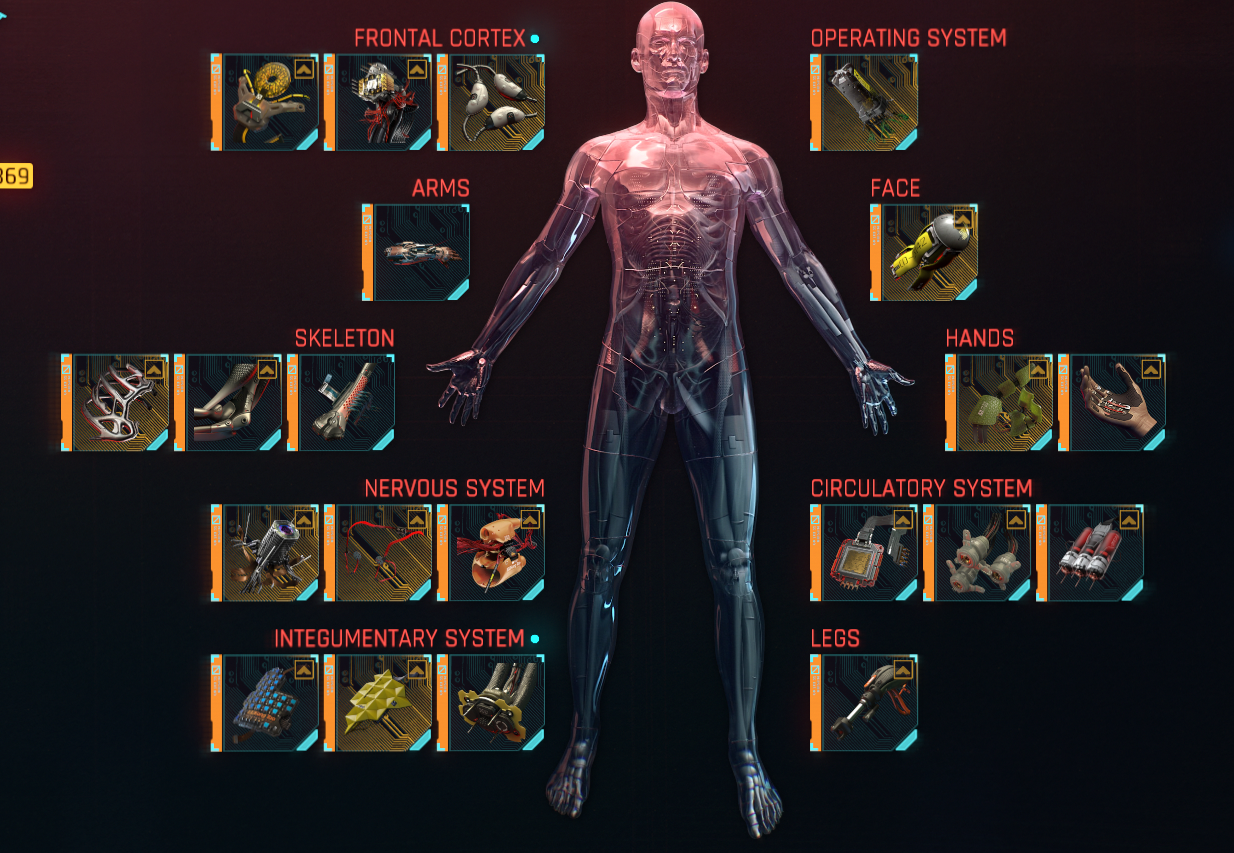 FRONTAL CORTEX
OPERATING SYSTEM
369
ARMS
FACE
SKELETON
HANDS
NERVOUS SYSTEM
CIRCULATORY SYSTEM
INTEGUMENTARY SYSTEM
LEGS